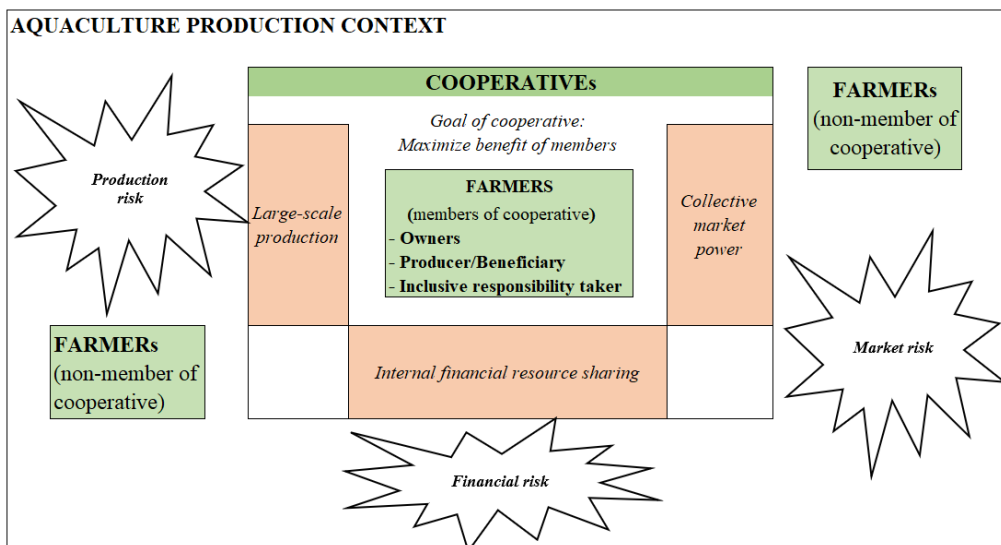 AQUACULTURE PRODUCTION CONTEXT
COOPERATIVEs
Goal of cooperative:
Maximize benefit of members
FARMERs
(non-member of
cooperative)
Production
risk
Large-scale
production
FARMERS
(members of cooperative)
- Owners
- Producer/Beneficiary
- Inclusive responsibility taker
Collective
market
power
FARMERs
(non-member of
cooperative)
Internal financial resource sharing
Market risk
Financial risk